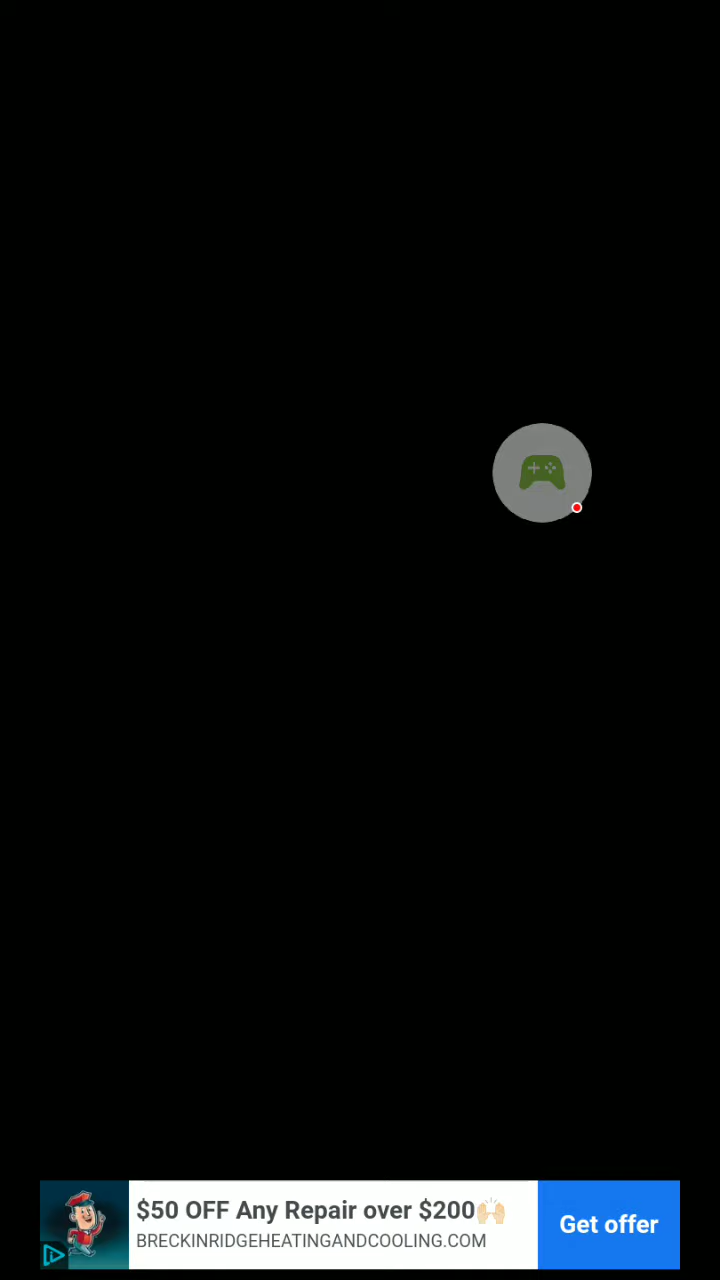 $50 OFF Any Repair over $200🙌🏻
BRECKINRIDGEHEATINGANDCOOLING.COM
Get offer